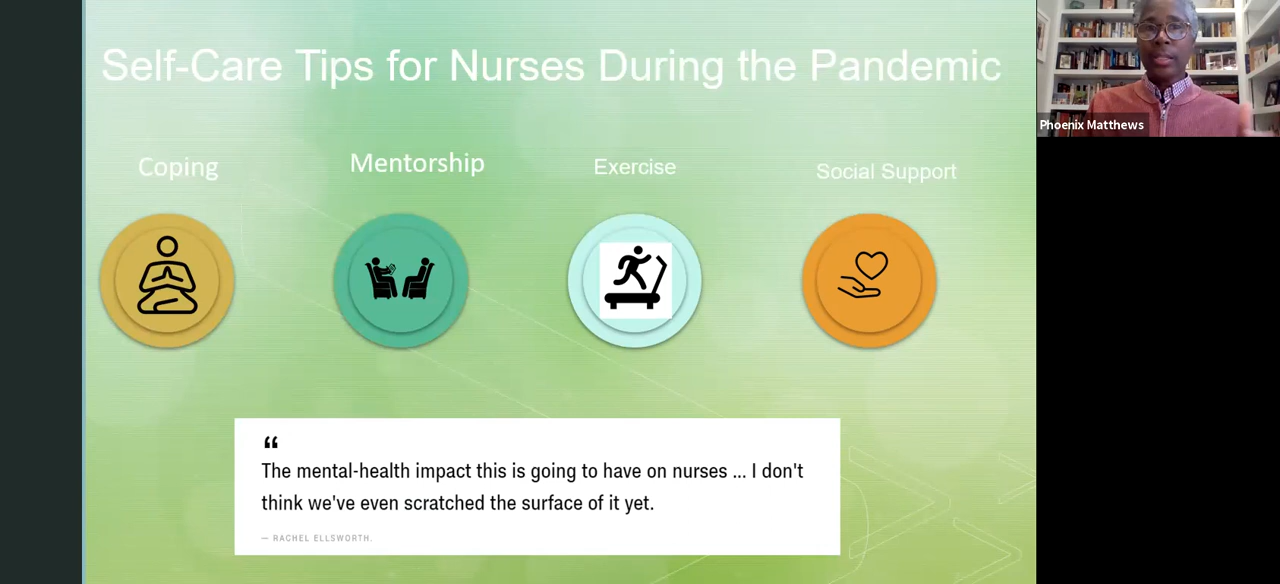 Self-Care Tips for Nurses During the Pandemic
Phoenix Matthews
Coping
Mentorship
Exercise
Social Support
“
The mental-health impact this is going to have on nurses ... I don't
think we've even scratched the surface of it yet.
— RACHEL ELLSWORTH.